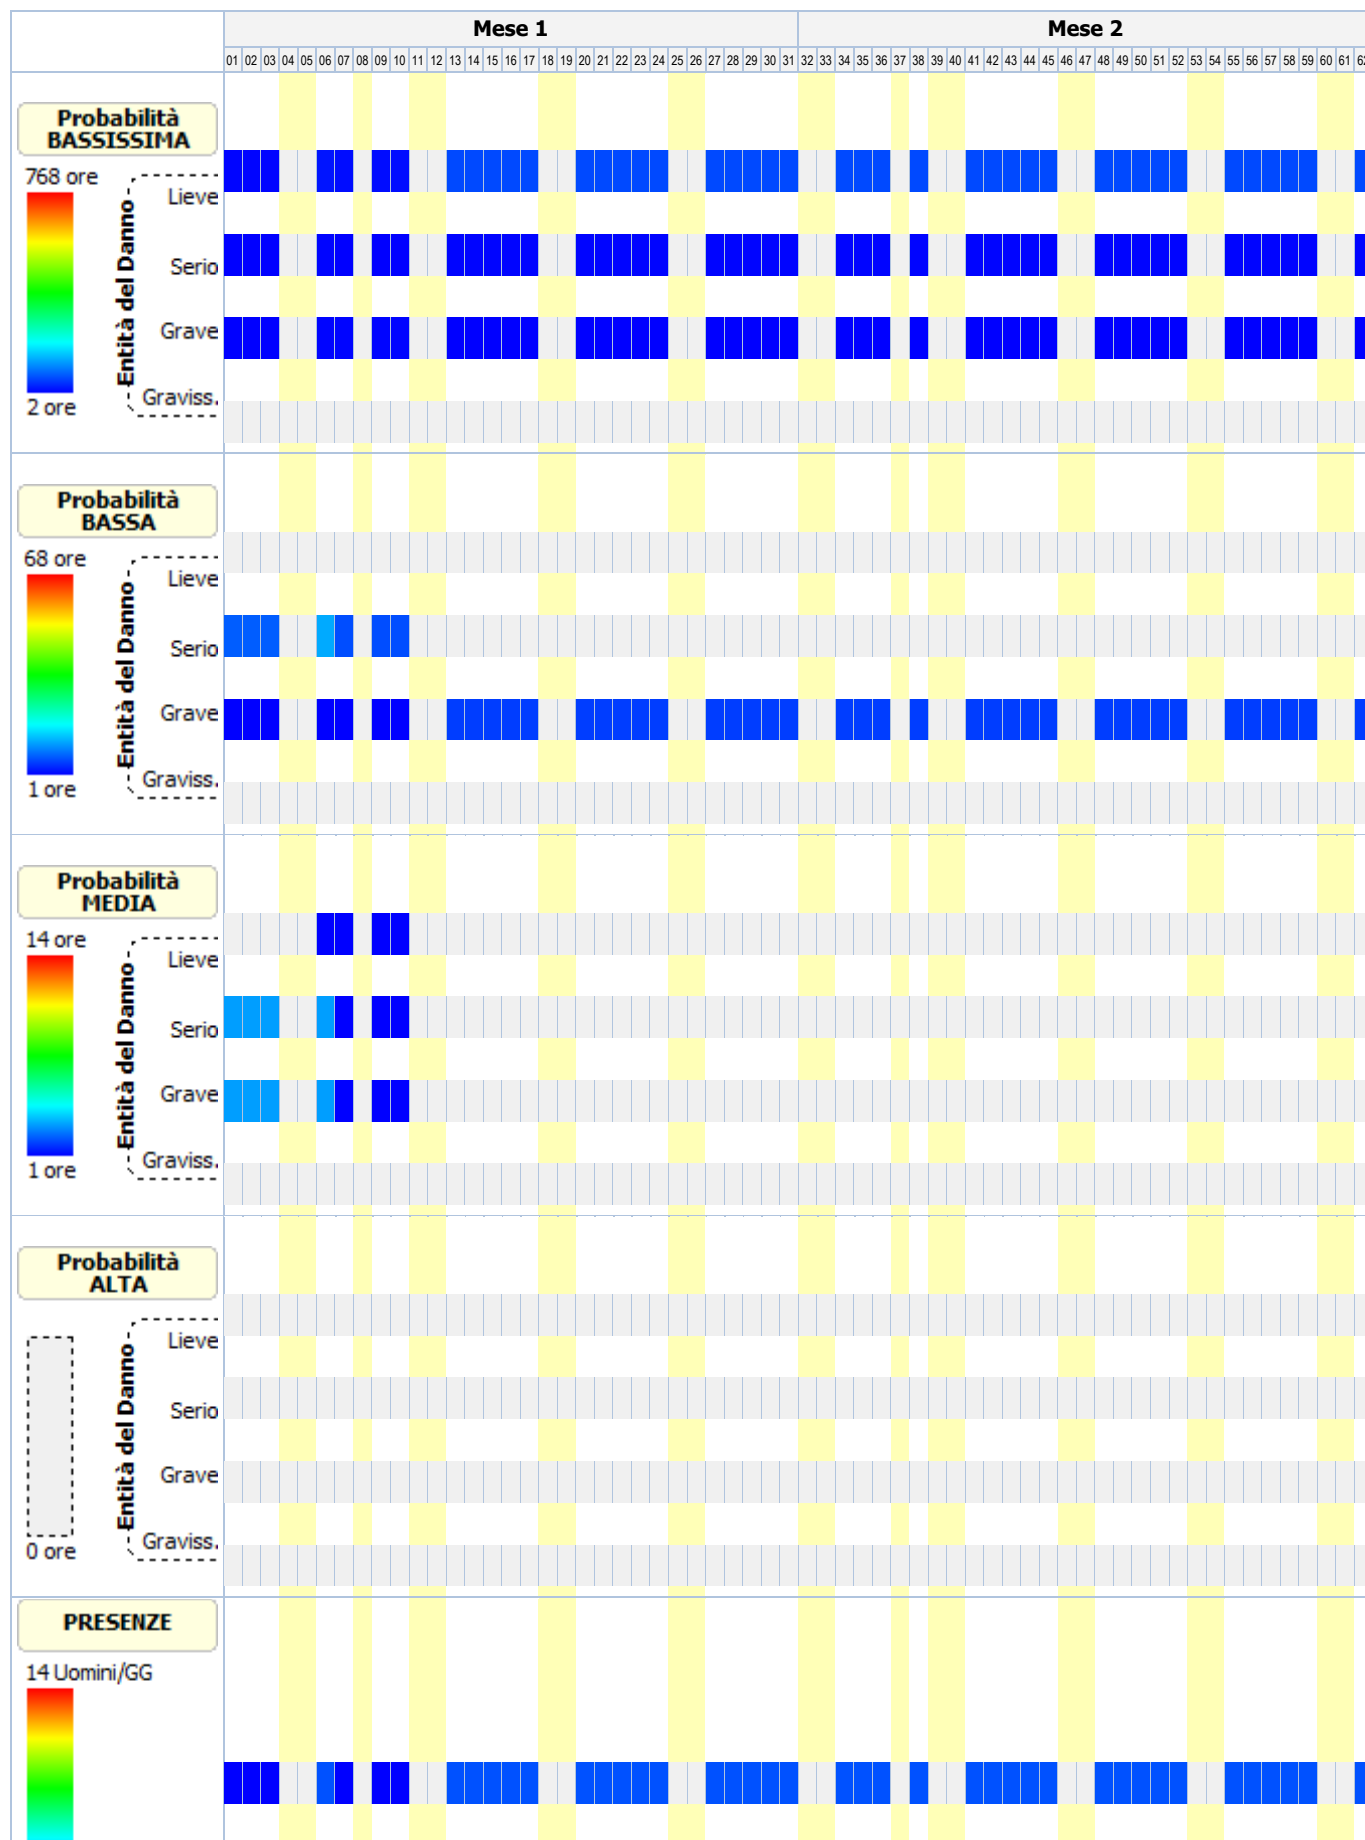 Mese 1 Mese 2
01 02 03 04 05 06 07 08 09 10 11 12 13 14 15 16 17 18 19 20 21 22 23 24 25 26 27 28 29 30 31 32 33 34 35 36 37 38 39 40 41 42 43 44 45 46 47 48 49 50 51 52 53 54 55 56 57 58 59 60 61 62
Probabilità
BASSISSIMA
768 ore
Entità del Danno
Lieve
Serio
Grave
Graviss.
2 ore
Probabilità
BASSA
68 ore
Entità del Danno
Lieve
Serio
Grave
Graviss.
1 ore
Probabilità
MEDIA
14 ore
Entità del Danno
Lieve
Serio
Grave
Graviss.
1 ore
Probabilità
ALTA
Entità del Danno
Lieve
Serio
Grave
Graviss.
0 ore
PRESENZE
14 Uomini/GG